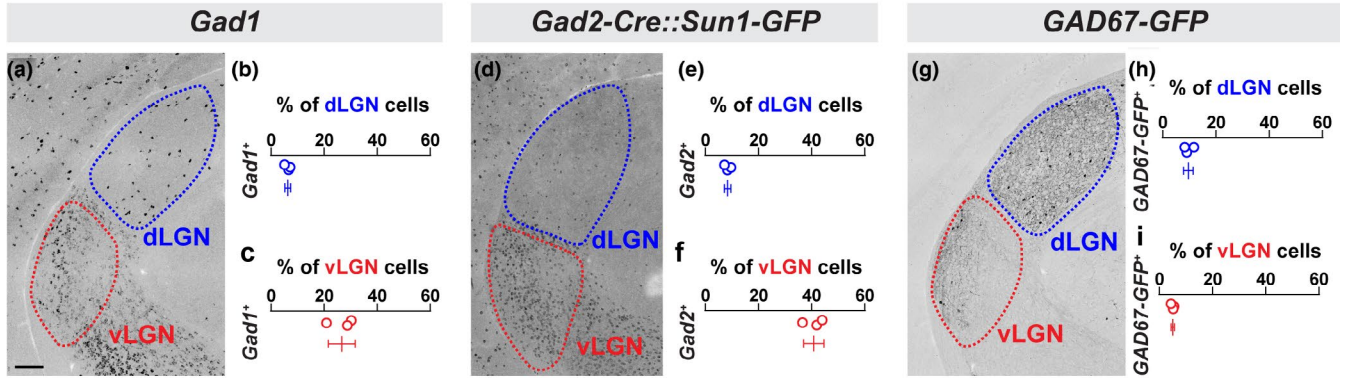 Gad1
Gad2-Cre::Sun1-GFP
GAD67-GFP
(a)
dLGN
vLGN
(b)
% of dLGN cells
0 20 40 60
Gad1+
c
% of vLGN cells
0 20 40 60
Gad1+
(d)
dLGN
vLGN
(e)
% of dLGN cells
0 20 40 60
Gad2+
f
% of vLGN cells
0 20 40 60
Gad2+
(g)
dLGN
vLGN
(h)
% of dLGN cells
0 20 40 60
GAD67-GFP+
i
% of vLGN cells
0 20 40 60
GAD67-GFP+